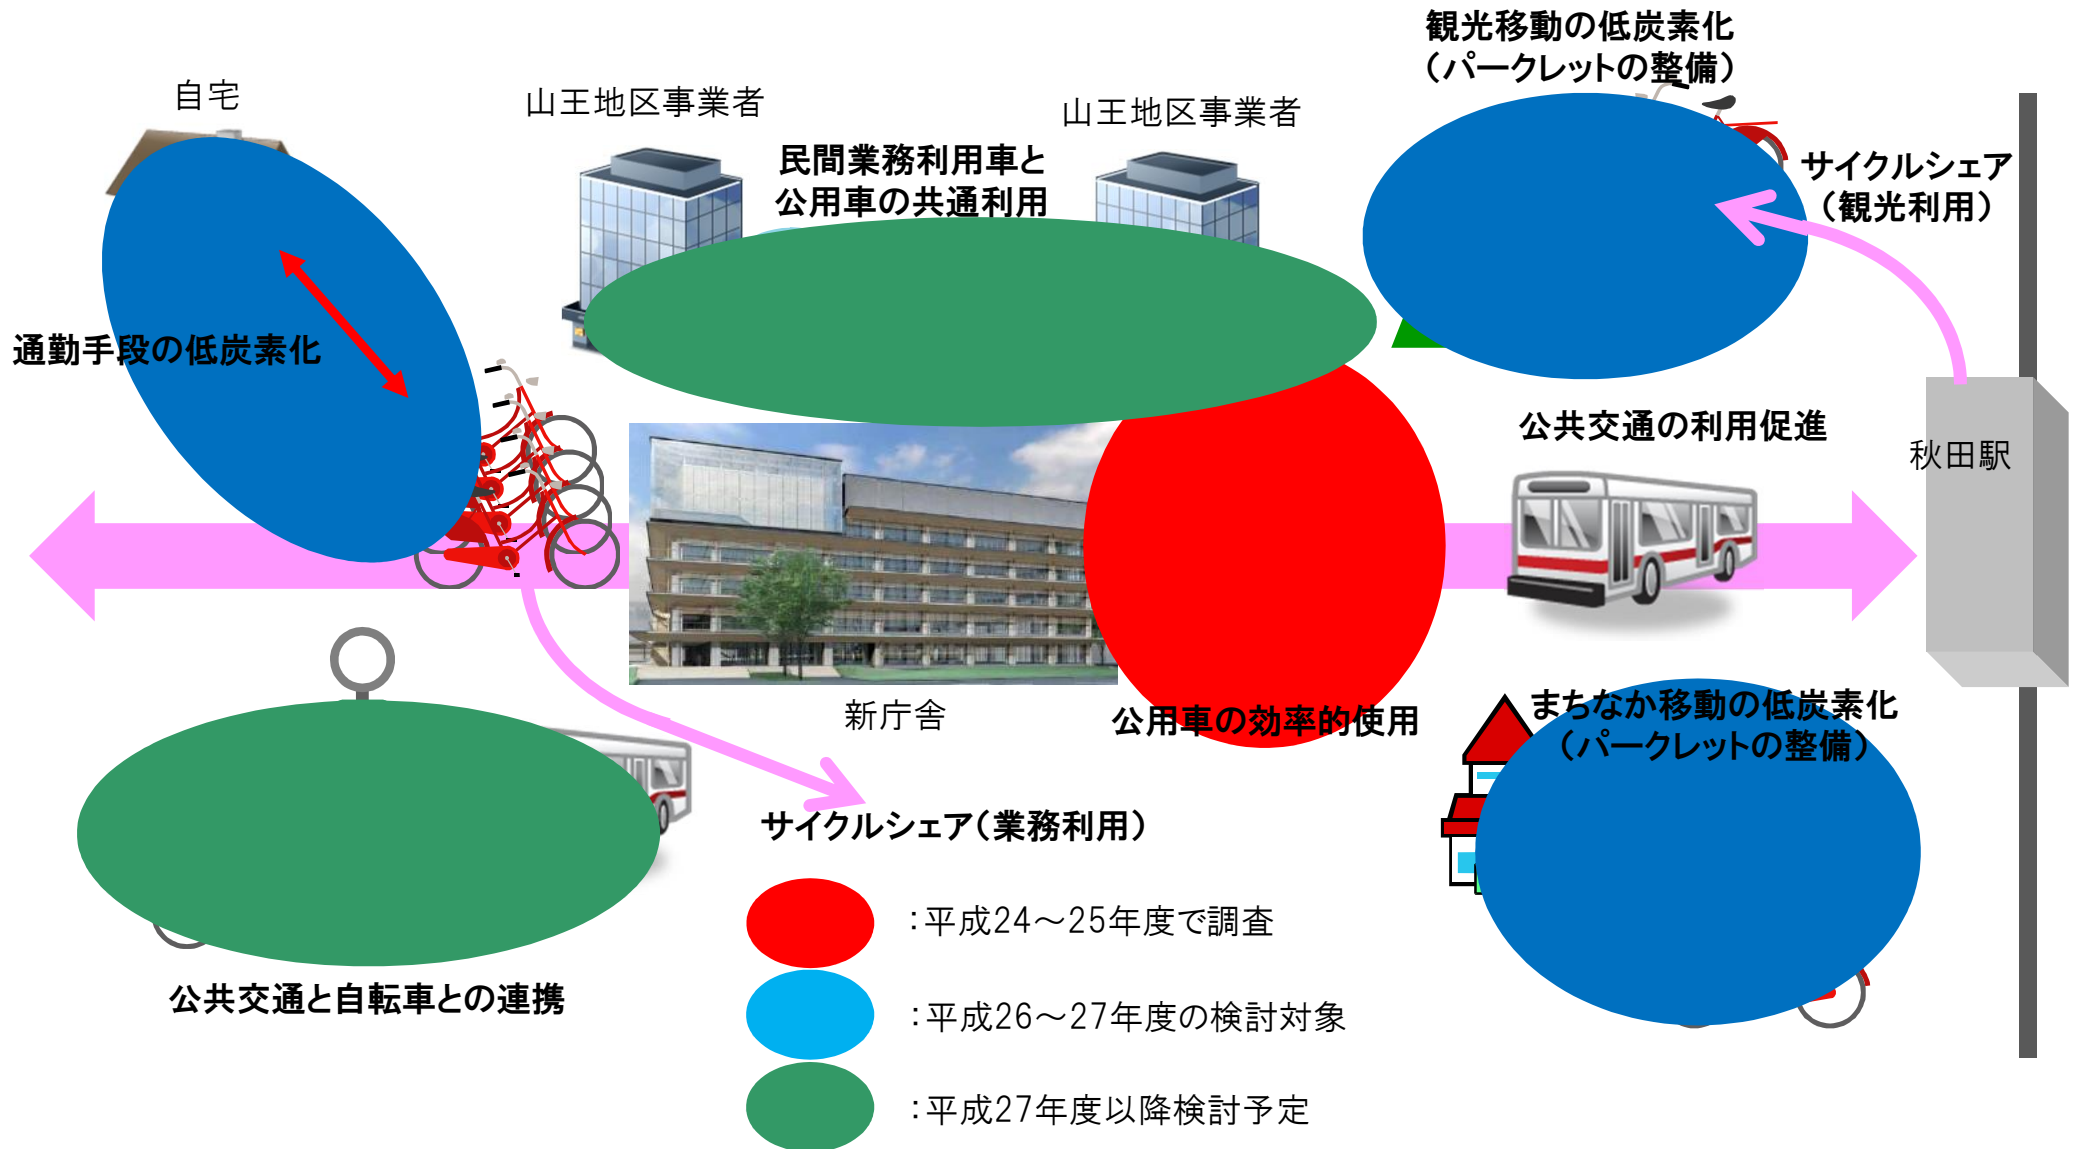 観光移動の低炭素化
（パークレットの整備）
自宅
山王地区事業者
山王地区事業者
民間業務利用車と
公用車の共通利用
サイクルシェア
（観光利用）
通勤手段の低炭素化
公共交通の利用促進
秋田駅
新庁舎
公用車の効率的使用
まちなか移動の低炭素化
（パークレットの整備）
サイクルシェア（業務利用）
：平成24～25年度で調査
公共交通と自転車との連携
：平成26～27年度の検討対象
：平成27年度以降検討予定